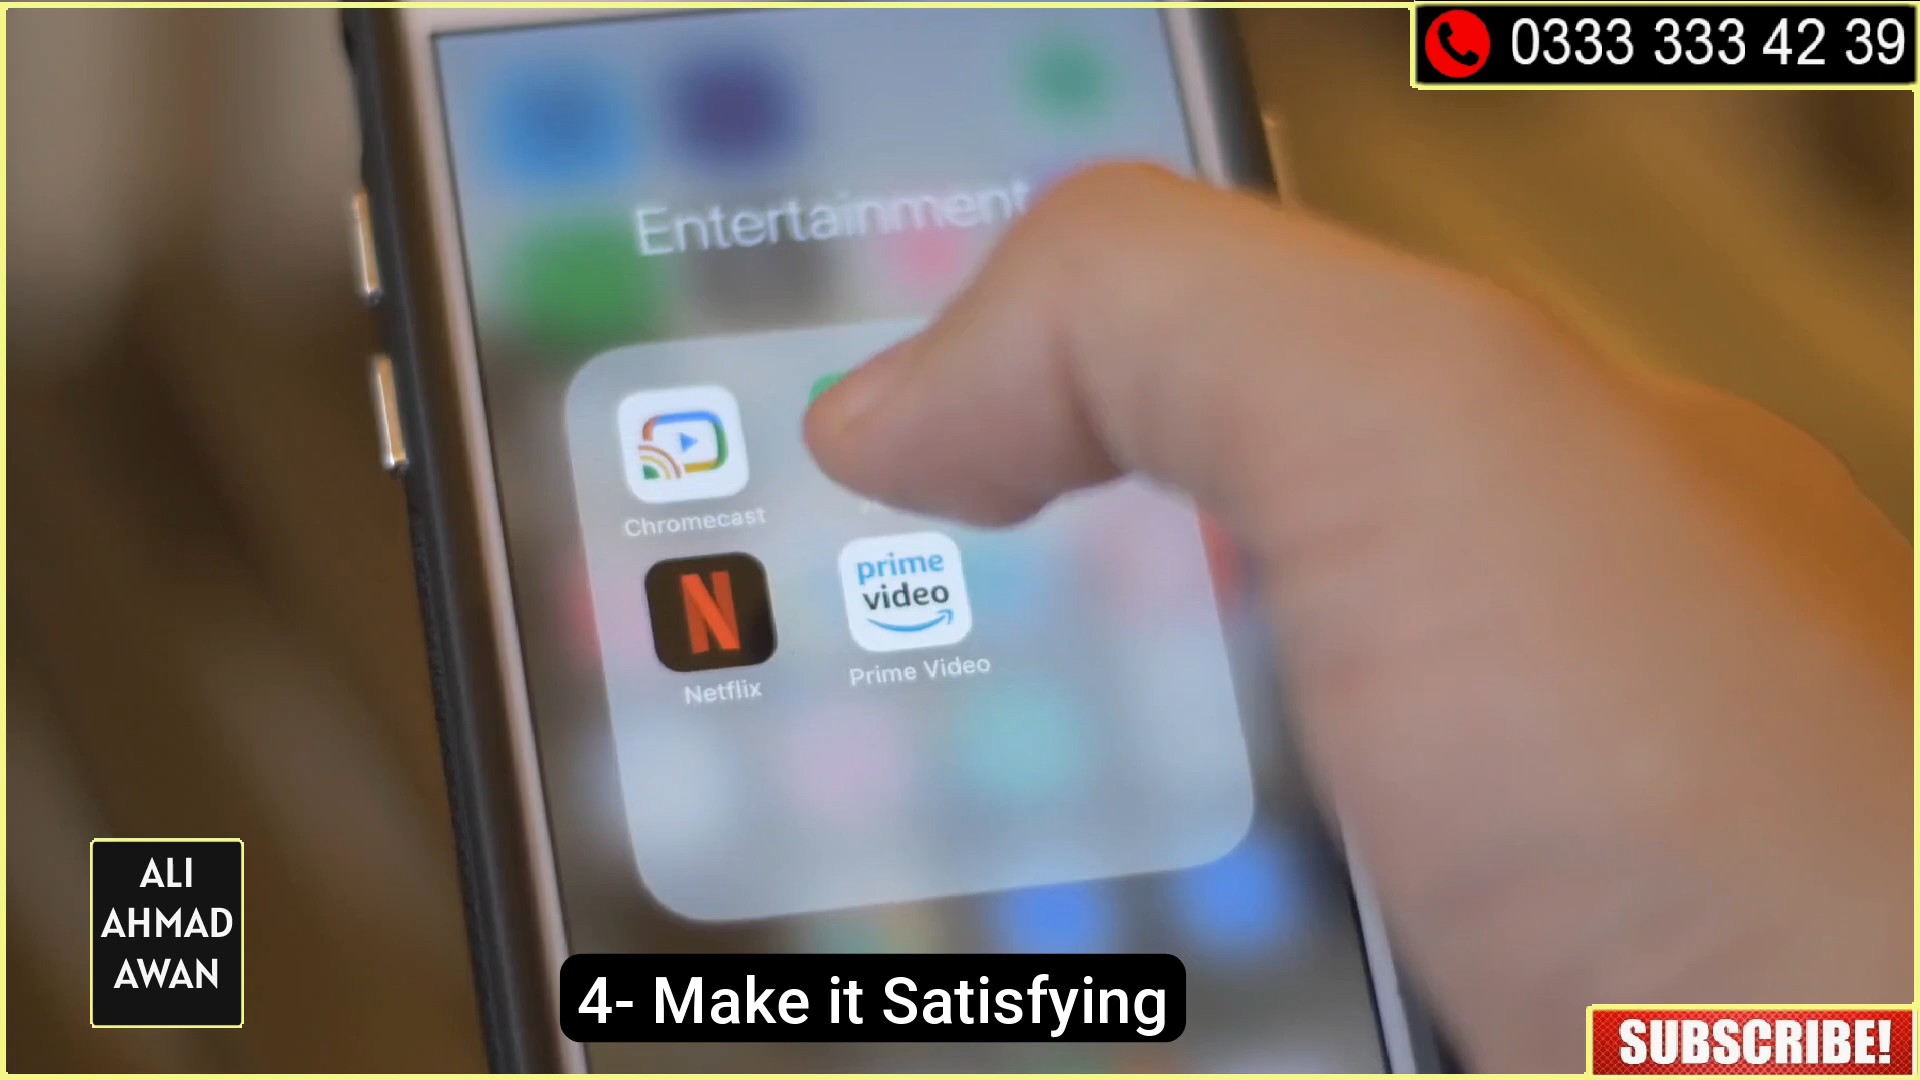 0333 333 42 39
Entertainment
Chromecast
N
prime
video
Netflix
Prime Video
ALI
AHMAD
AWAN
4- Make it Satisfying
SUBSCRIBE!